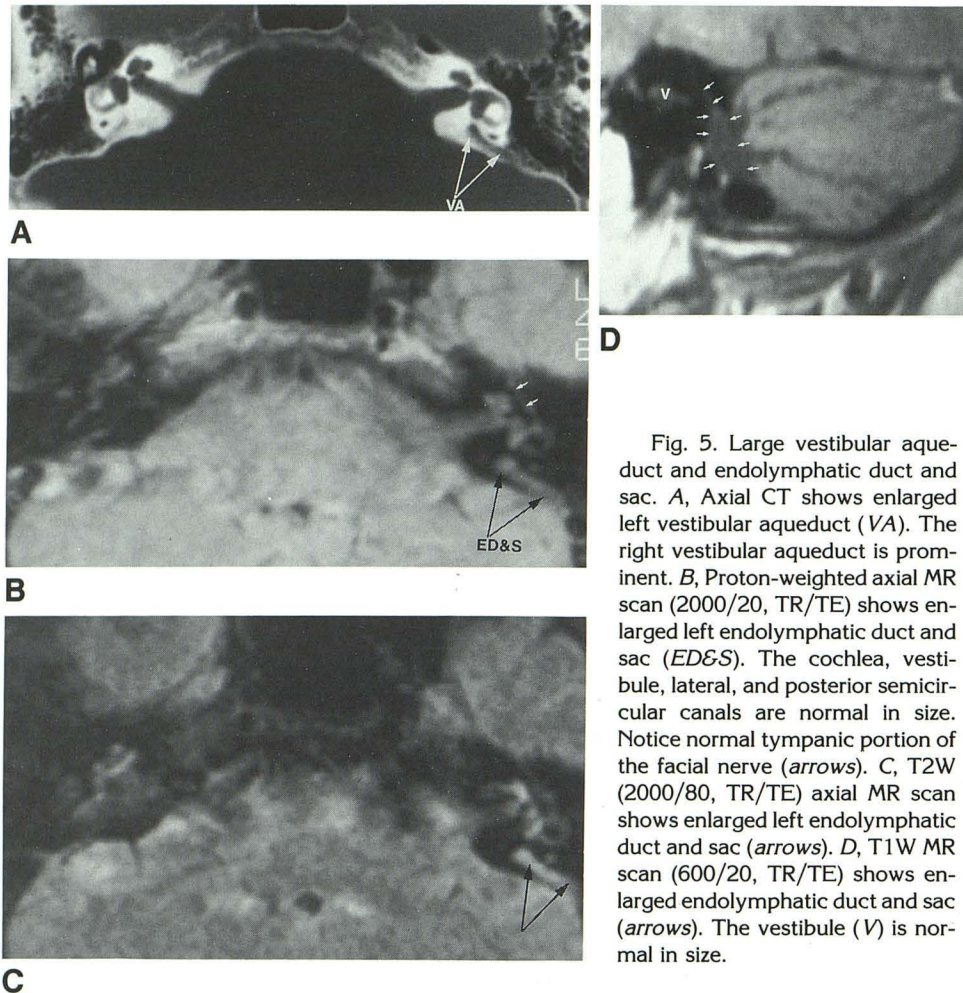 VA
A
ED&S
B
C
V
D
Fig. 5. Large vestibular aque-
duct and endolymphatic duct and
sac. A, Axial CT shows enlarged
left vestibular aqueduct (VA). The
right vestibular aqueduct is prom-
inent. B, Proton-weighted axial MR
scan (2000/20, TR/TE) shows en-
larged left endolymphatic duct and
sac (ED&S). The cochlea, vesti-
bule, lateral, and posterior semicir-
cular canals are normal in size.
Notice normal tympanic portion of
the facial nerve (arrows). C, T2W
(2000/80, TR/TE) axial MR scan
shows enlarged left endolymphatic
duct and sac (arrows). D, T1W MR
scan (600/20, TR/TE) shows en-
larged endolymphatic duct and sac
(arrows). The vestibule (V) is nor-
mal in size.